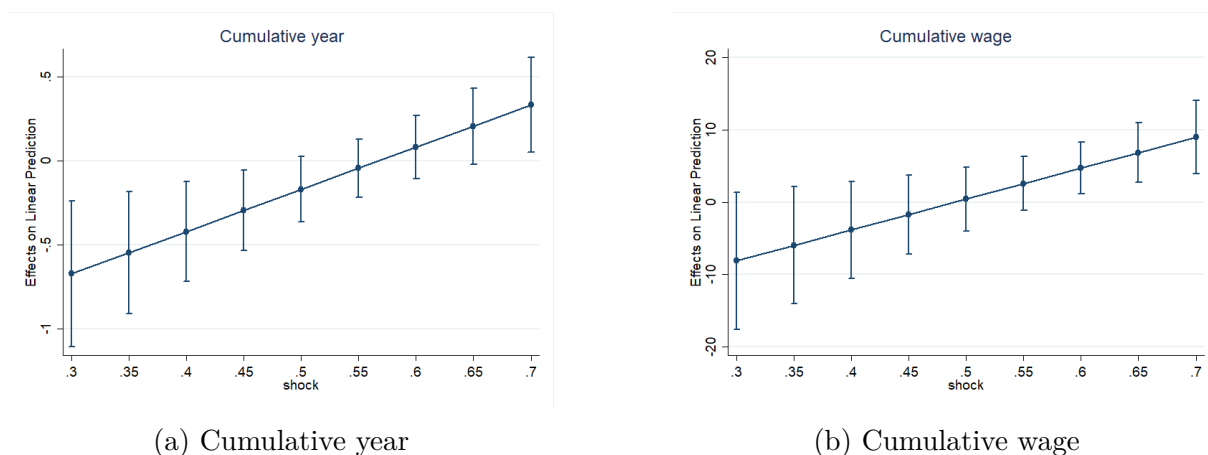 Cumulative year
Effects on Linear Prediction
.5
0
-.5
-1
.3 .35 .4 .45 .5 .55 .6 .65 .7
shock
(a) Cumulative year
Cumulative wage
Effects on Linear Prediction
20
10
0
-10
-20
.3 .35 .4 .45 .5 .55 .6 .65 .7
shock
(b) Cumulative wage